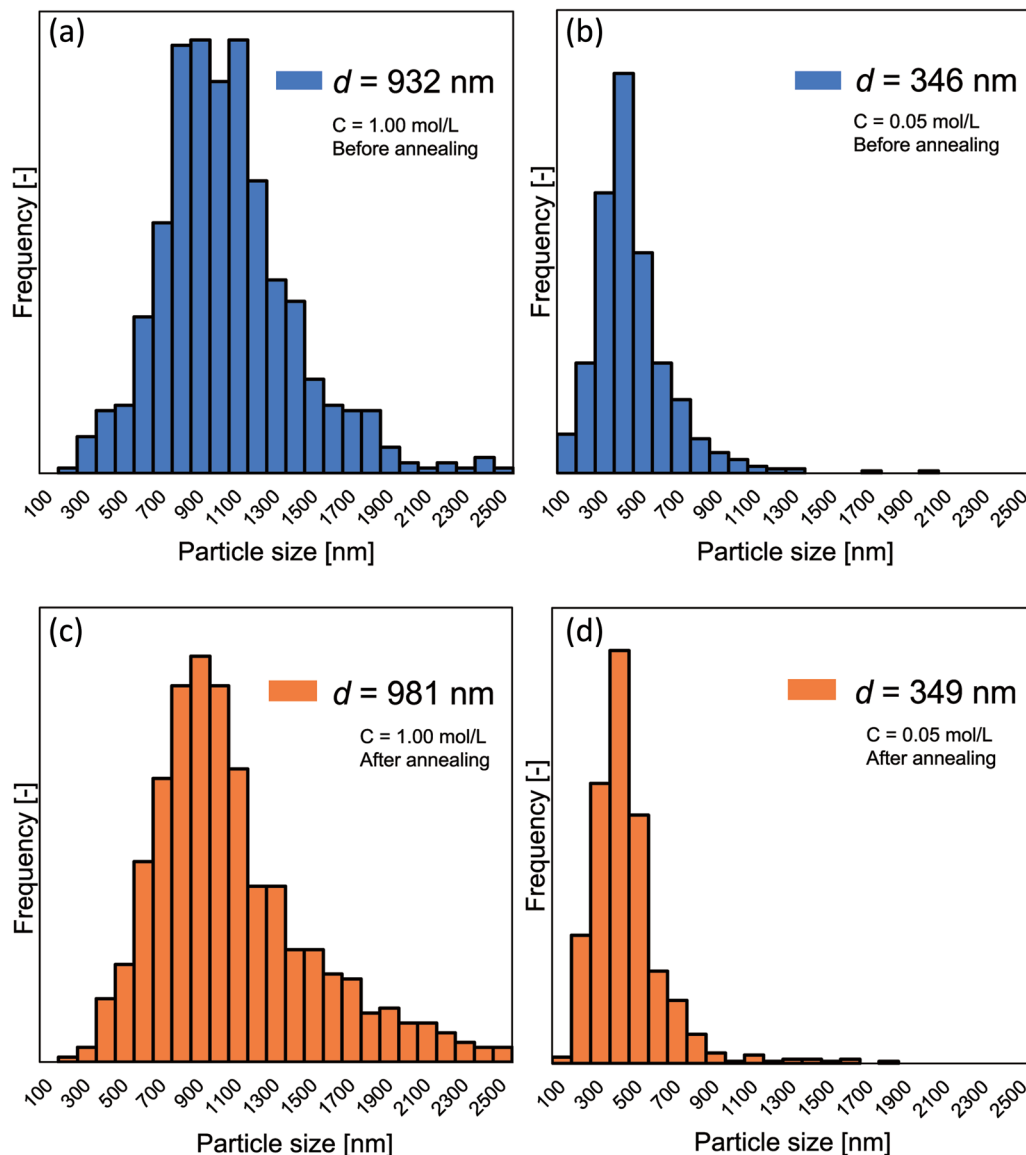 (a)
d = 932 nm
C = 1.00 mol/L
Before annealing
Frequency [-]
100 300 500 700 900 1100 1300 1500 1700 1900 2100 2300 2500
Particle size [nm]
(b)
d = 346 nm
C = 0.05 mol/L
Before annealing
Frequency [-]
100 300 500 700 900 1100 1300 1500 1700 1900 2100 2300 2500
Particle size [nm]
(c)
d = 981 nm
C = 1.00 mol/L
After annealing
Frequency [-]
100 300 500 700 900 1100 1300 1500 1700 1900 2100 2300 2500
Particle size [nm]
(d)
d = 349 nm
C = 0.05 mol/L
After annealing
Frequency [-]
100 300 500 700 900 1100 1300 1500 1700 1900 2100 2300 2500
Particle size [nm]